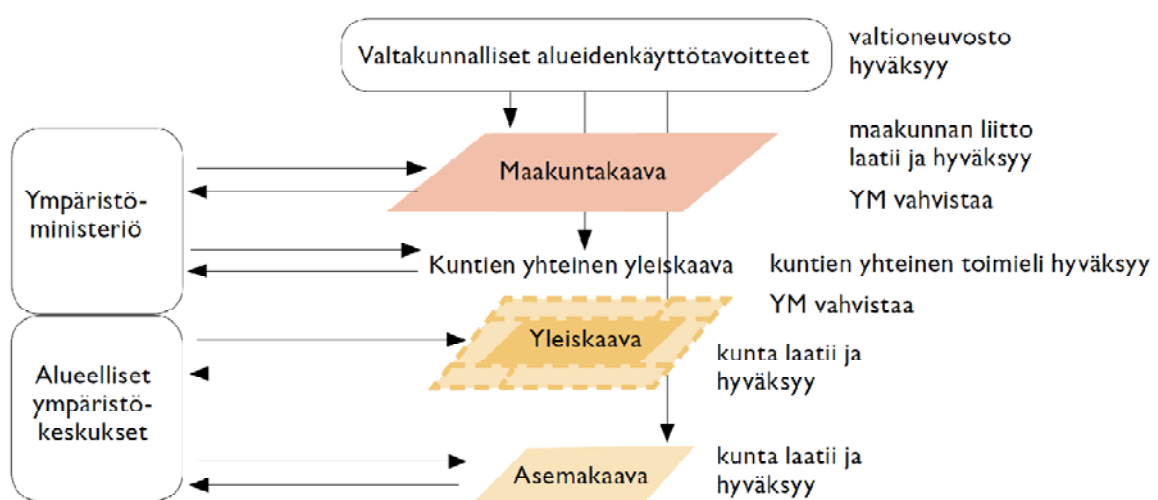 Valtakunnalliset alueidenkäyttötavoitteet
valtioneuvosto
hyväksyy
Ympäristö-
ministeriö
Maakuntakaava
maakunnan liitto
laatii ja hyväksyy
YM vahvistaa
Kuntien yhteinen yleiskaava
kuntien yhteinen toimieli hyväksyy
YM vahvistaa
Alueelliset
ympäristö-
keskukset
Yleiskaava
kunta laatii ja
hyväksyy
Asemakaava
kunta laatii ja
hyväksyy